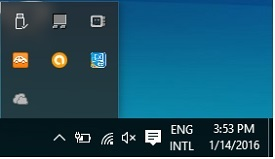 ENG
INTL
3:53 PM
1/14/2016